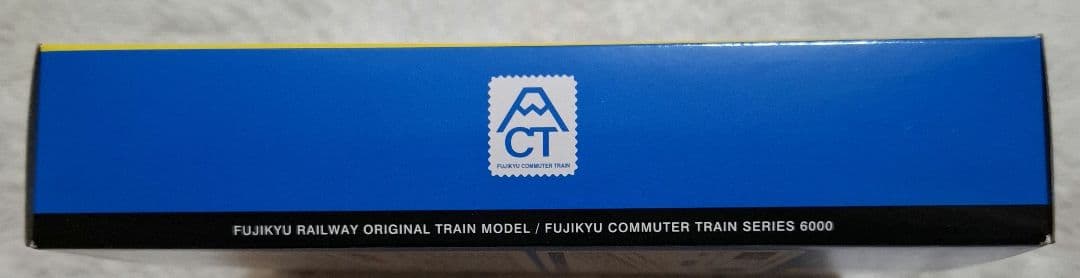 CT
FUJIKYU COMMUTER TRAIN
FUJIKYU RAILWAY ORIGINAL TRAIN MODEL / FUJIKYU COMMUTER TRAIN SERIES 6000